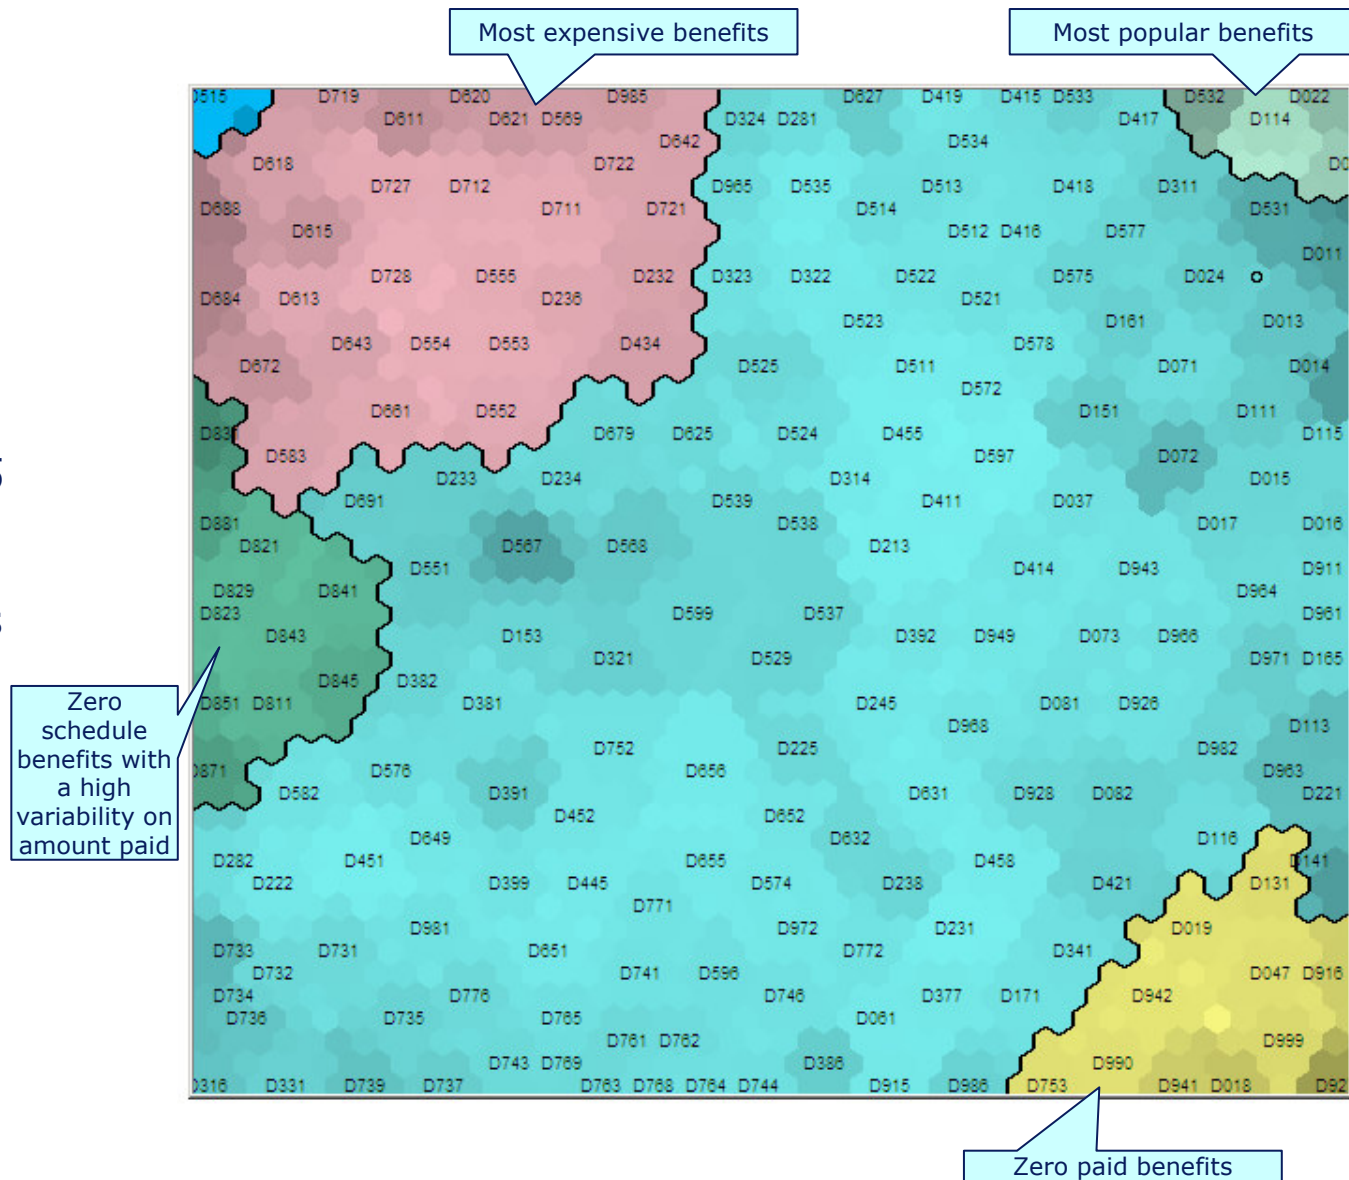 Most expensive benefits
Most popular benefits
D515 D719 D620 D985 D627 D419 D415 D533 D532 D022
D611 D621 D569 D324 D281 D417 D114
D642 D534
D618 D722
D727 D712 D965 D535 D513 D418 D311
D688 D711 D721 D514 D531
D615 D512 D416 D577
D011
D728 D555 D232 D323 D322 D522 D575 D024
D684 D613 D236 D521
D523 D161 D013
D643 D554 D553 D434 D578
D672 D525 D511 D071 D014
D572
D661 D552 D151 D111
D679 D625 D524 D455 D115
D583 D597 D072
D233 D234 D314 D015
D691 D539 D411 D037
D881 D538 D017 D016
D821 D567 D568 D213
D551 D414 D943 D911
D829 D841 D964
D823 D599 D537 D961
D843 D153 D392 D949 D073 D966
D321 D529 D971 D165
D845 D382
D851 D811 D381 D245 D081 D926
D968 D113
D752 D225 D982
D871 D576 D656 D963
D582 D391 D631 D928 D082 D221
D452 D652
D649 D632 D116
D282 D451 D655 D458 D141
D222 D399 D445 D574 D238 D421 D131
D771
D981 D972 D231 D019
D733 D731 D651 D772 D341
D732 D741 D596 D047 D916
D734 D776 D746 D377 D171 D942
D736 D735 D765 D061
D761 D762 D999
D743 D769 D386 D990
D316 D331 D739 D737 D763 D768 D764 D744 D915 D986 D753 D941 D018
Zero
schedule
benefits with
a high
variability on
amount paid
Zero paid benefits